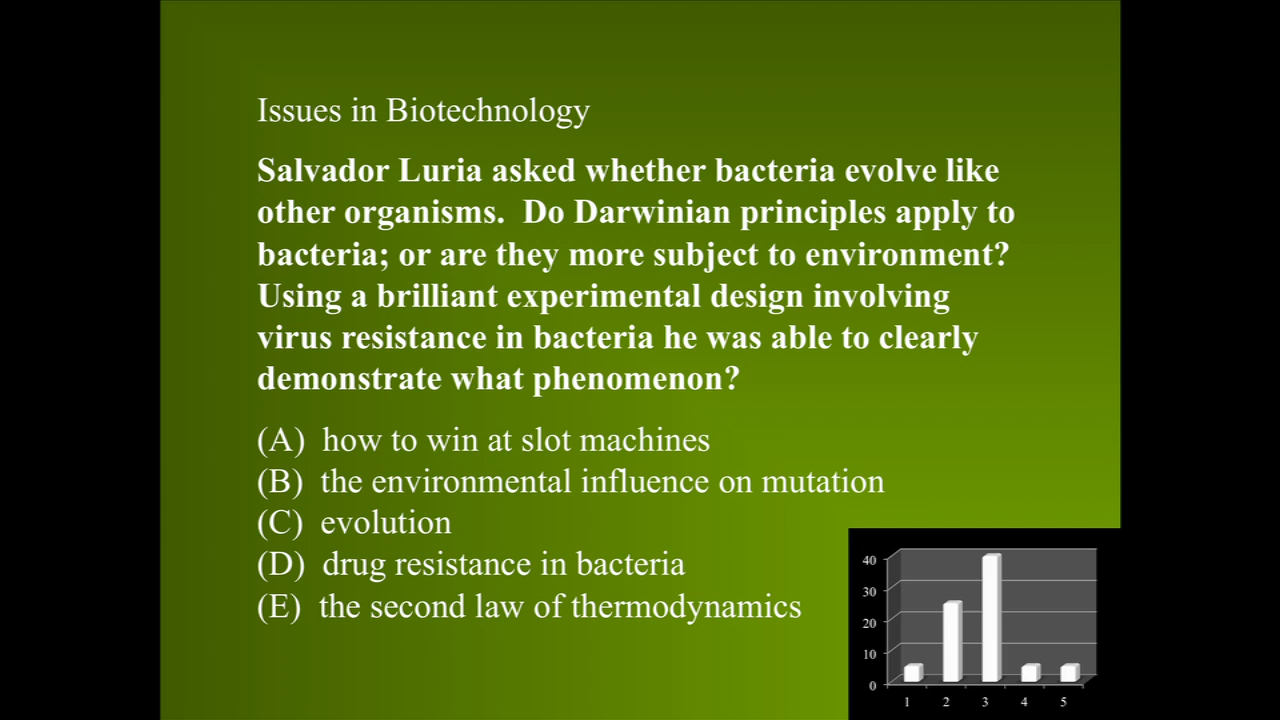 Issues in Biotechnology
Salvador Luria asked whether bacteria evolve like
other organisms.  Do Darwinian principles apply to
bacteria; or are they more subject to environment?
Using a brilliant experimental design involving
virus resistance in bacteria he was able to clearly
demonstrate what phenomenon?
(A)  how to win at slot machines
(B)  the environmental influence on mutation
(C)  evolution
(D)  drug resistance in bacteria
(E)  the second law of thermodynamics
40
30
20
10
0
1 2 3 4 5